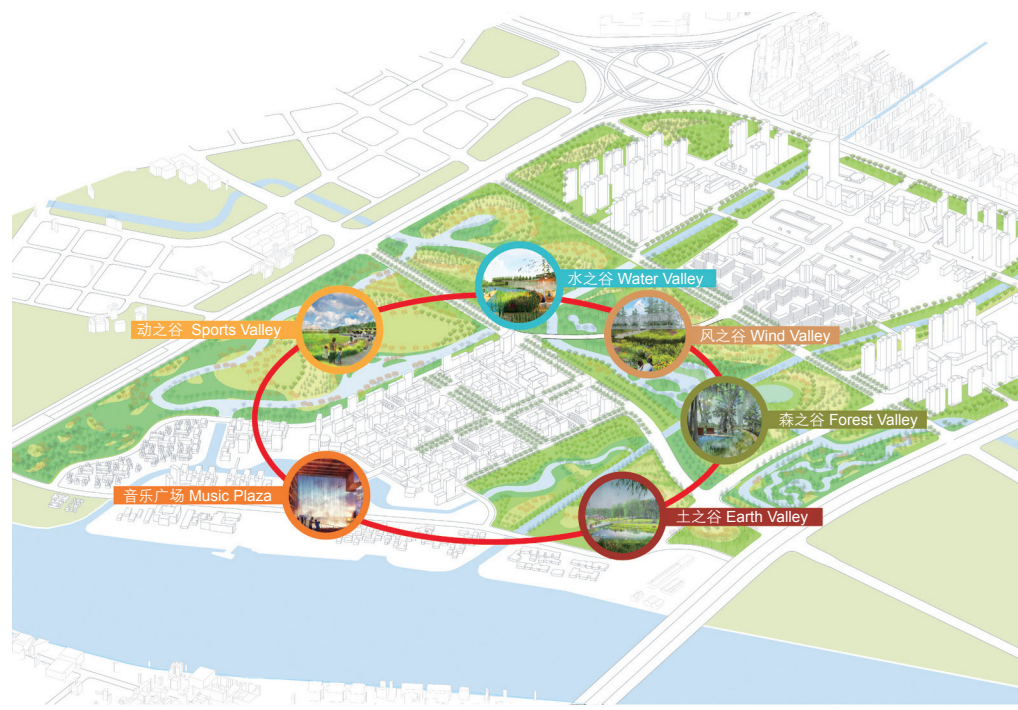 水之谷 Water Valley
动之谷 Sports Valley
风之谷 Wind Valley
森之谷 Forest Valley
音乐广场 Music Plaza
土之谷 Earth Valley